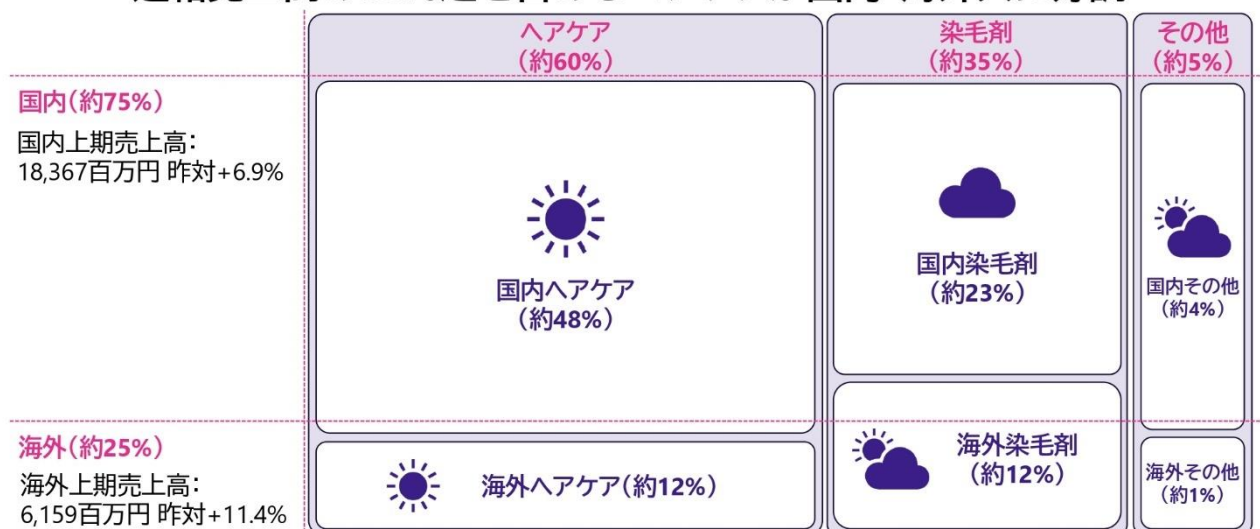 ヘアケア
(約60%)
染毛剤
(約35%)
その他
(約5%)
国内(約75%)
国内上期売上高:
18,367百万円 昨対+6.9%
国内ヘアケア
(約48%)
国内染毛剤
(約23%)
国内その他
(約4%)
海外(約25%)
海外上期売上高:
6,159百万円 昨対+11.4%
海外ヘアケア(約12%)
海外染毛剤
(約12%)
海外その他
(約1%)